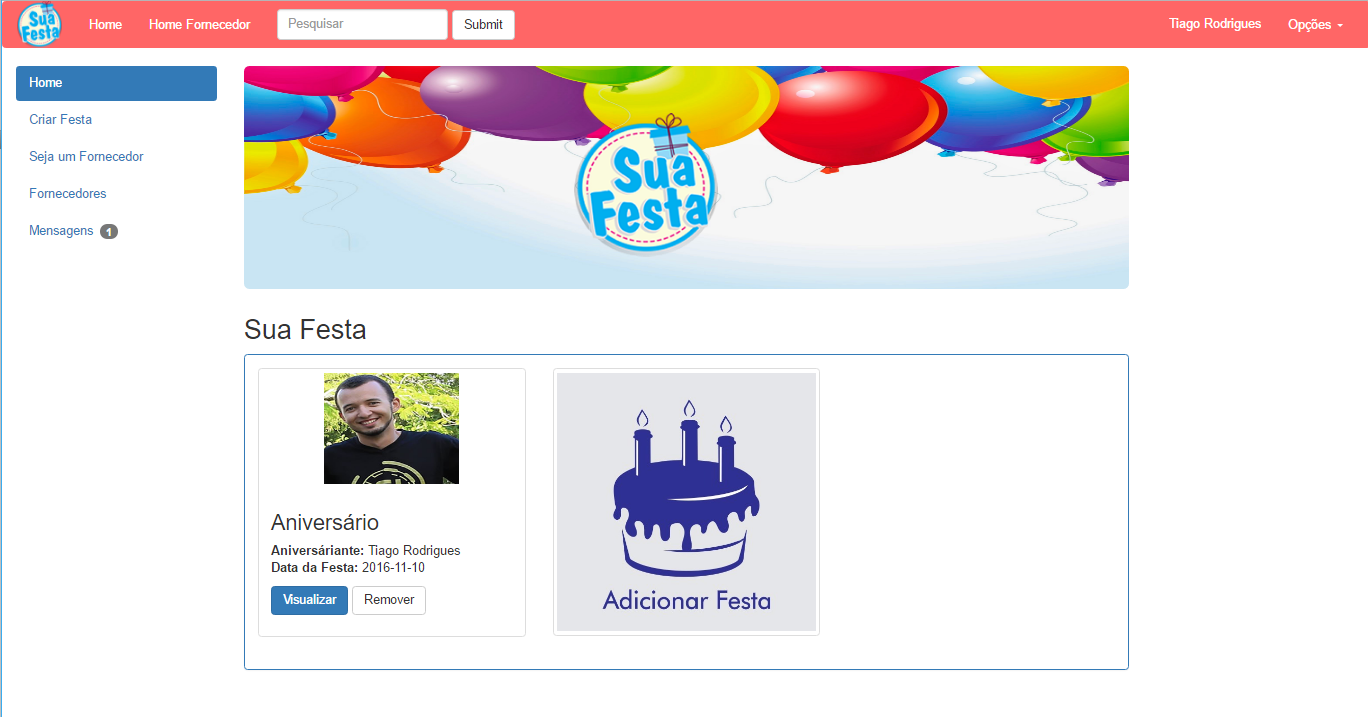 Sua Festa
Home
Home Fornecedor
Pesquisar
Submit
Tiago Rodrigues
Opções
Home
Criar Festa
Seja um Fornecedor
Fornecedores
Mensagens 1
Sua
Festa
Sua Festa
Aniversário
Aniversáriante: Tiago Rodrigues
Data da Festa: 2016-11-10
Visualizar
Remover
Adicionar Festa